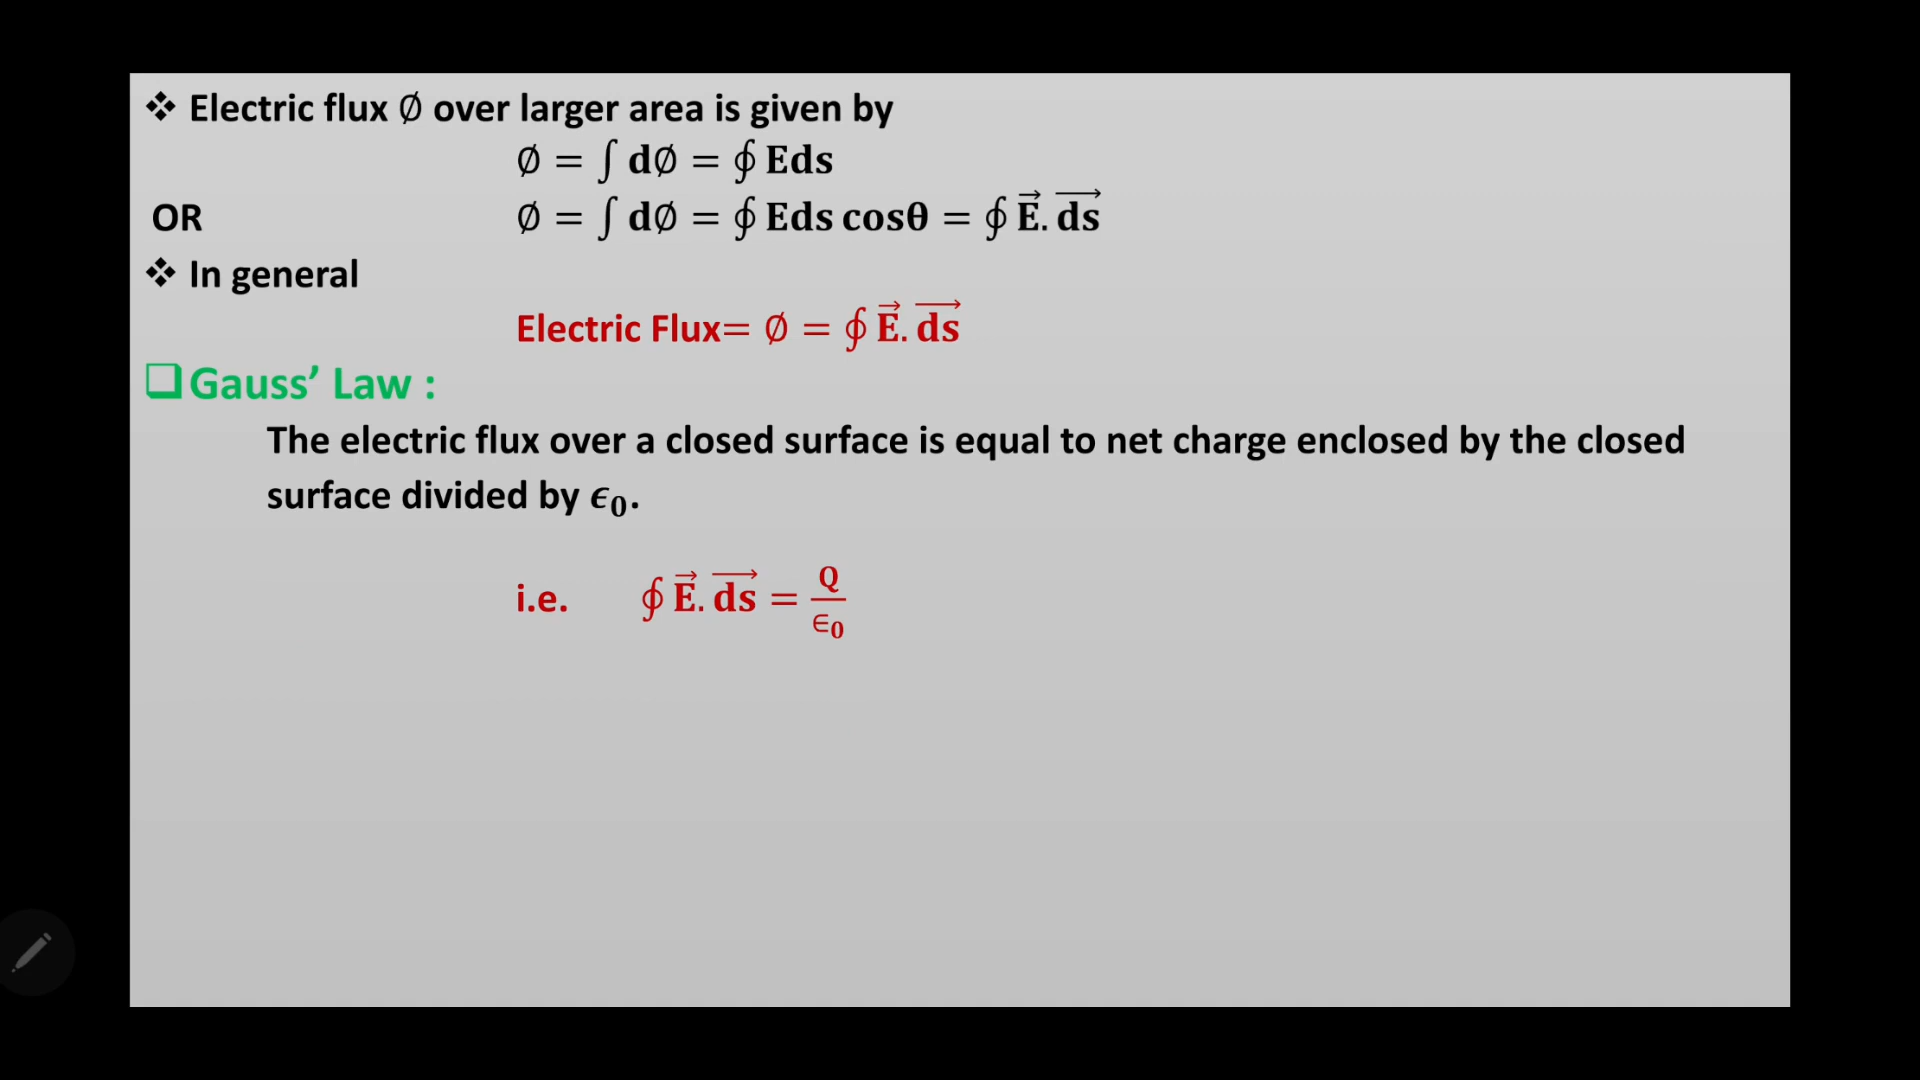 ❖ Electric flux ∅ over larger area is given by
∅ = ∫ d∅ = ∮ Eds
OR ∅ = ∫ d∅ = ∮ Eds cosθ = ∮ E⃗. d͞s⃗
❖ In general
Electric Flux= ∅ = ∮ E⃗. ds⃗
❑ Gauss’ Law :
The electric flux over a closed surface is equal to net charge enclosed by the closed
surface divided by ϵ₀.
i.e. ∮ E⃗. ds⃗ = Q/∈₀